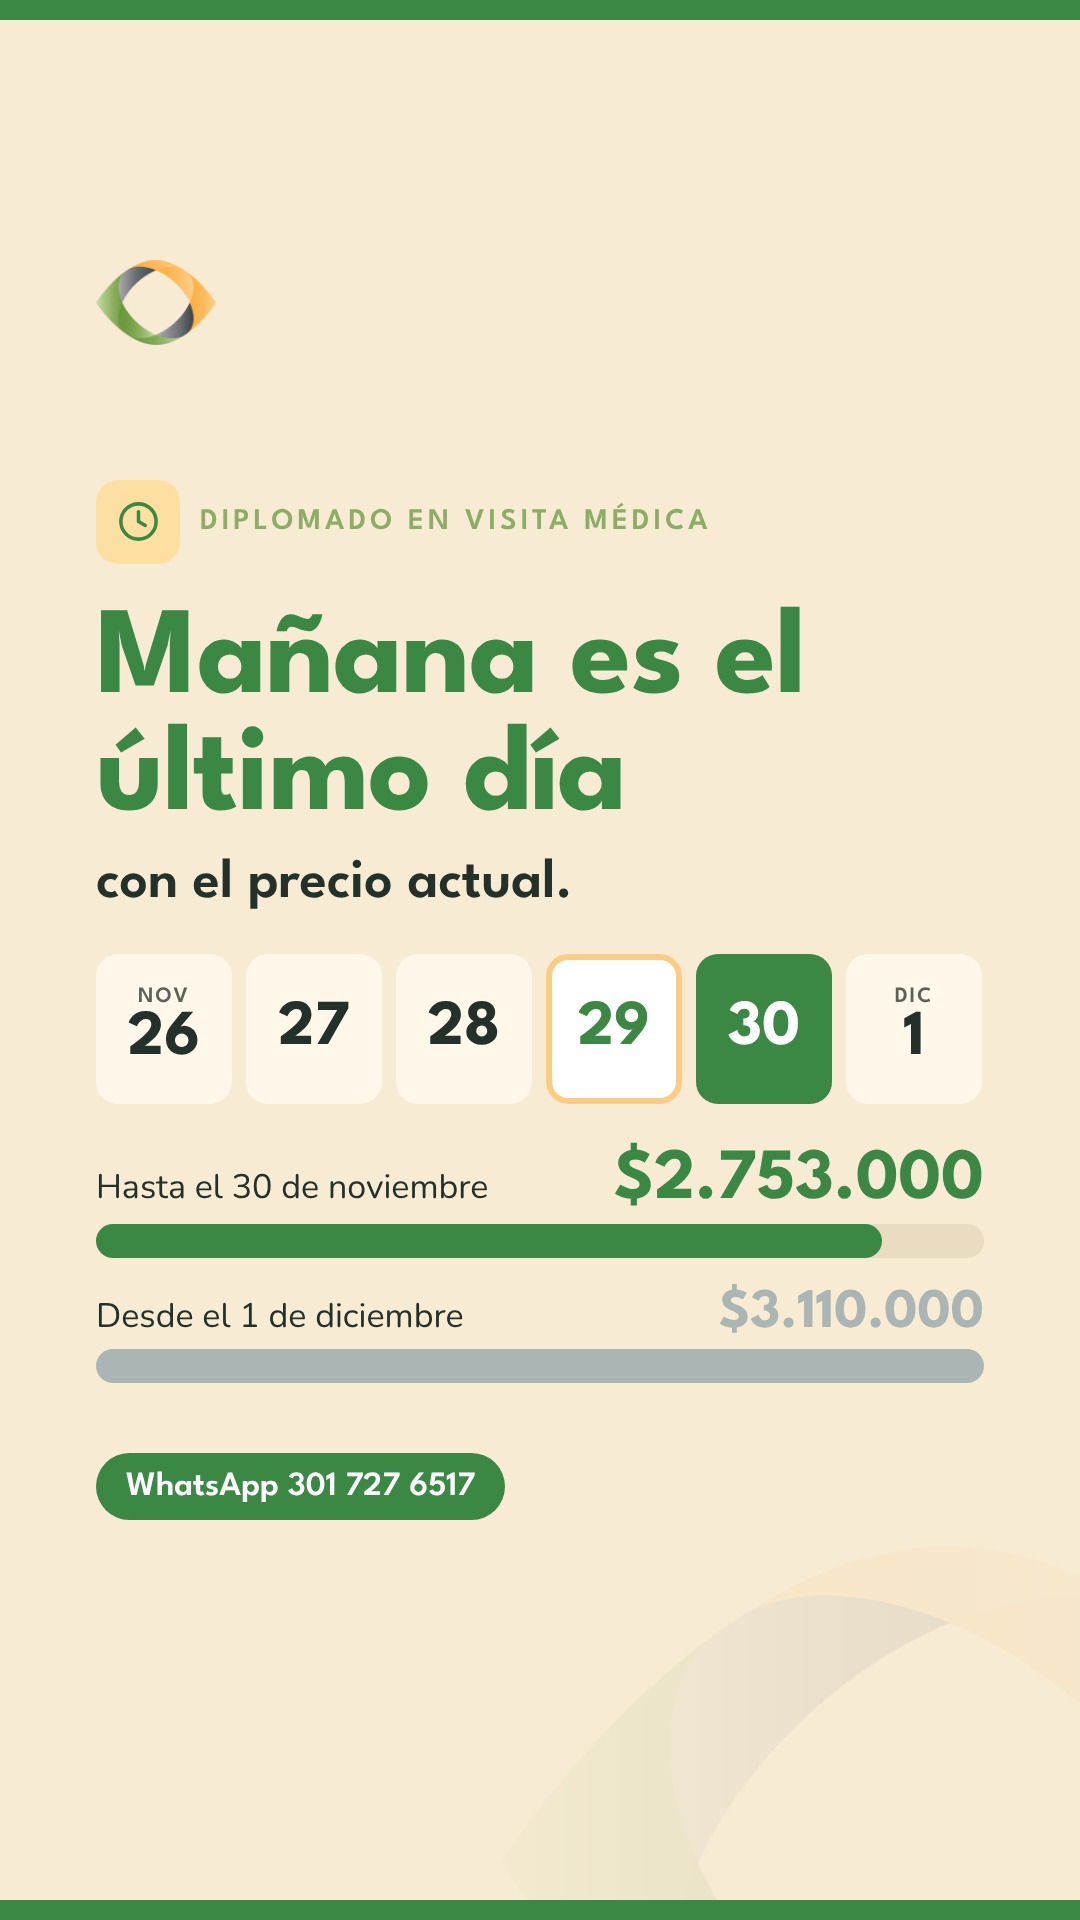 DIPLOMADO EN VISITA MÉDICA
Mañana es el
último día
con el precio actual.
NOV
26
27
28
29
30
DIC
1
Hasta el 30 de noviembre $2.753.000
Desde el 1 de diciembre $3.110.000
WhatsApp 301 727 6517